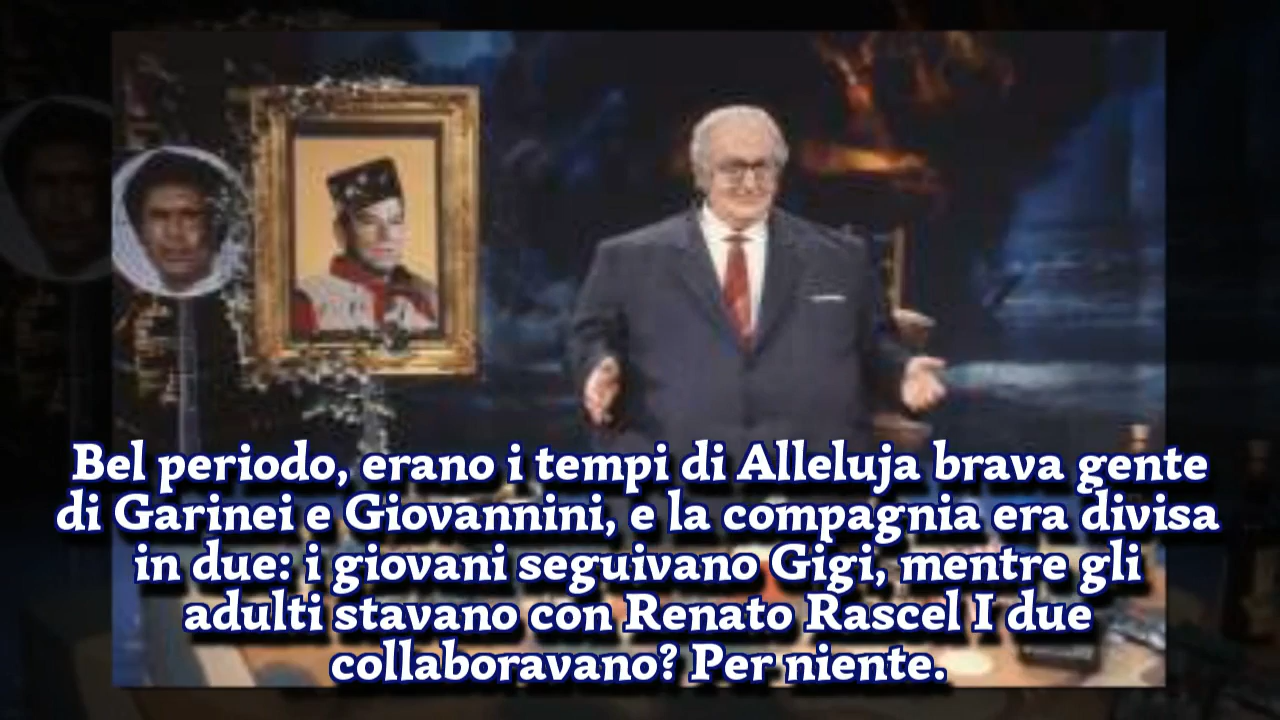 Bel periodo, erano i tempi di Alleluja brava gente
di Garinei e Giovannini, e la compagnia era divisa
in due: i giovani seguivano Gigi, mentre gli
adulti stavano con Renato Rascel I due
collaboravano? Per niente.